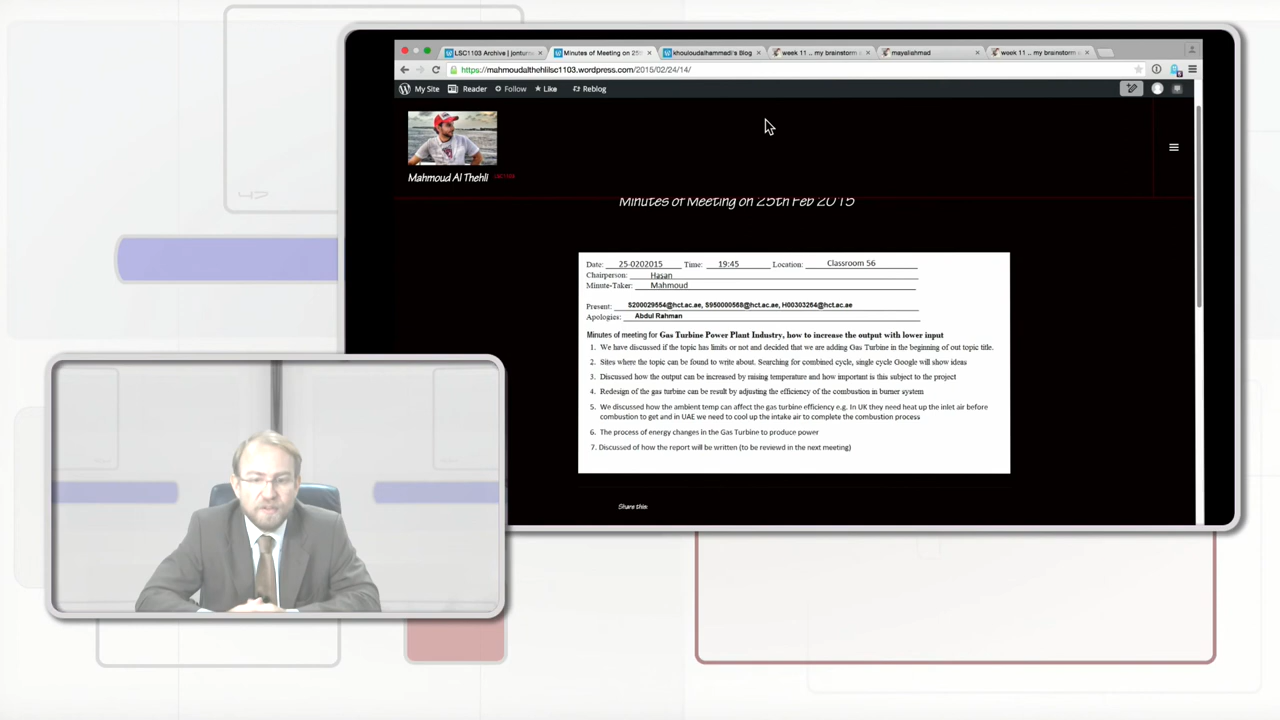 LSC1103 Archive | jonturne
Minutes of Meeting on 25t
khouloudalhammadi's Blog
week 11 .. my brainstorm i
mayaliahmad
week 11 .. my brainstorm i
https://mahmoudalthehlilsc1103.wordpress.com/2015/02/24/14/
My Site Reader Follow Like Reblog
Mahmoud Al Thehli LSC1103
Minutes of Meeting on 25th Feb 2015
Date: 25-0202015 Time: 19:45 Location: Classroom 56
Chairperson: Hasan
Minute-Taker: Mahmoud
Present: S200029554@hct.ac.ae, S950000568@hct.ac.ae, H00303264@hct.ac.ae
Apologies: Abdul Rahman
Minutes of meeting for Gas Turbine Power Plant Industry, how to increase the output with lower input
1. We have discussed if the topic has limits or not and decided that we are adding Gas Turbine in the beginning of out topic title.
2. Sites where the topic can be found to write about. Searching for combined cycle, single cycle Google will show ideas
3. Discussed how the output can be increased by raising temperature and how important is this subject to the project
4. Redesign of the gas turbine can be result by adjusting the efficiency of the combustion in burner system
5. We discussed how the ambient temp can affect the gas turbine efficiency e.g. In UK they need heat up the inlet air before
combustion to get and in UAE we need to cool up the intake air to complete the combustion process
6. The process of energy changes in the Gas Turbine to produce power
7. Discussed of how the report will be written (to be reviewd in the next meeting)
Share this:
47